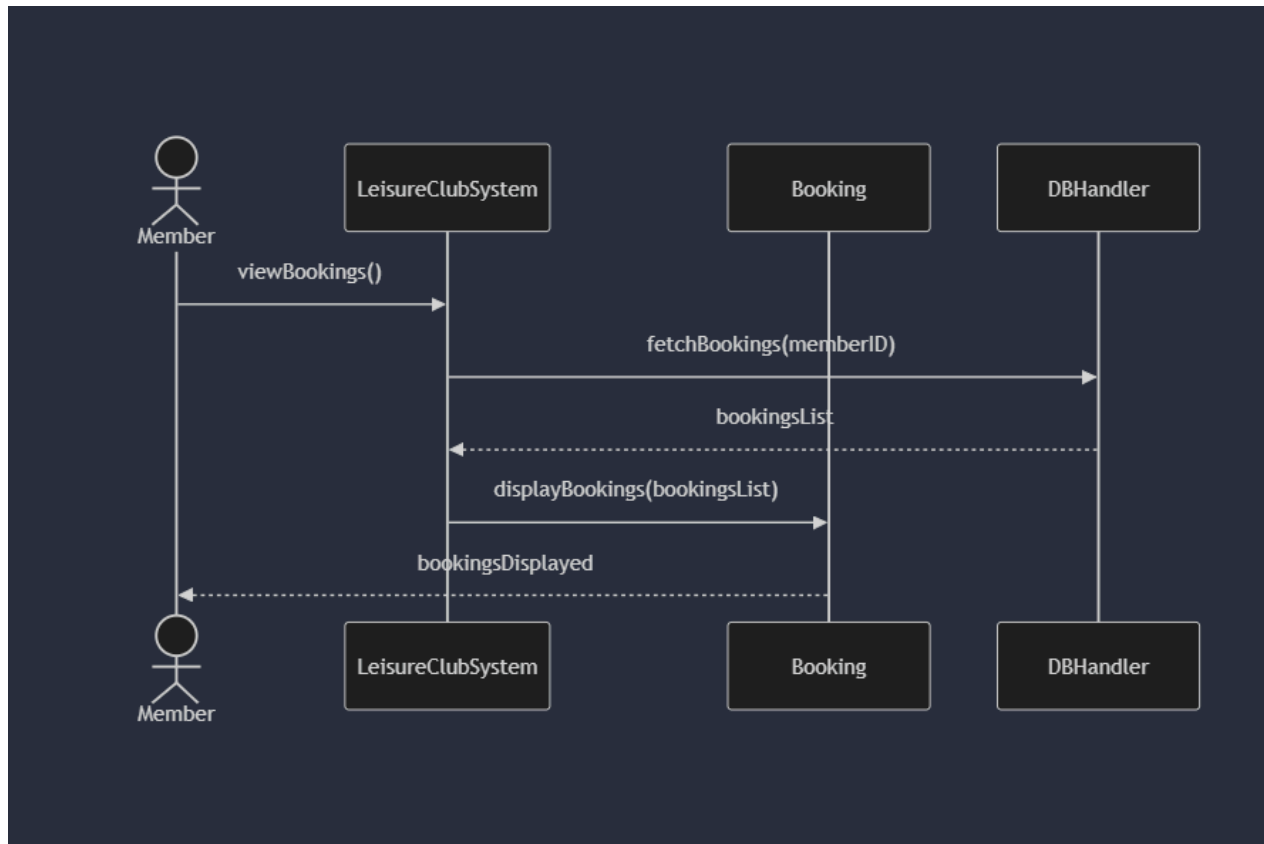 LeisureClubSystem
Booking
DBHandler
Member
viewBookings()
fetchBookings(memberID)
bookingsList
displayBookings(bookingsList)
bookingsDisplayed
LeisureClubSystem
Booking
DBHandler
Member